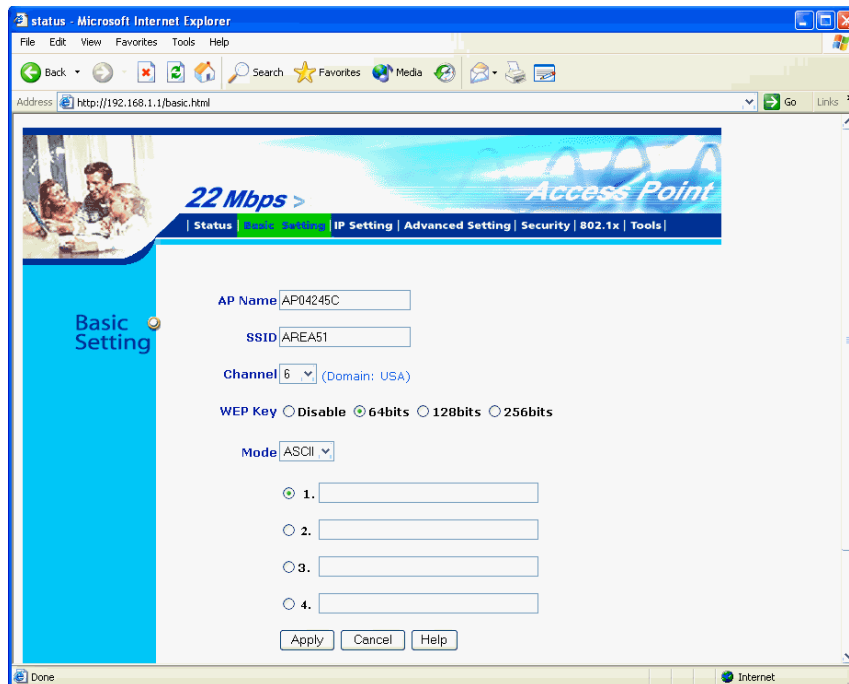 status - Microsoft Internet Explorer
File Edit View Favorites Tools Help
Back Search Favorites Media
Address http://192.168.1.1/basic.html Go Links
22 Mbps >
Access Point
| Status | Basic Setting | IP Setting | Advanced Setting | Security | 802.1x | Tools |
Basic
Setting
AP Name AP04245C
SSID AREA51
Channel 6 (Domain: USA)
WEP Key Disable 64bits 128bits 256bits
Mode ASCII
1.
2.
3.
4.
Apply Cancel Help
Done Internet